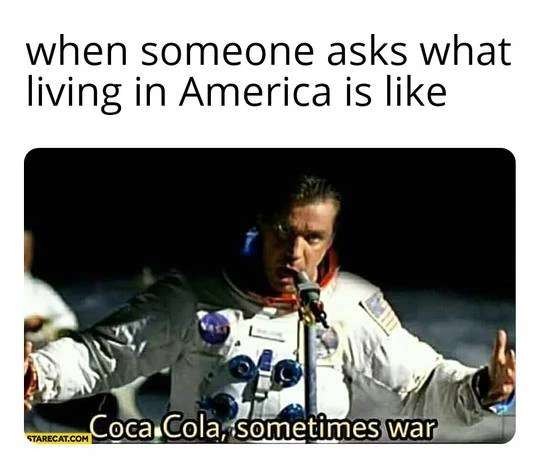 when someone asks what
living in America is like
Coca Cola, sometimes war
STARECAT.COM